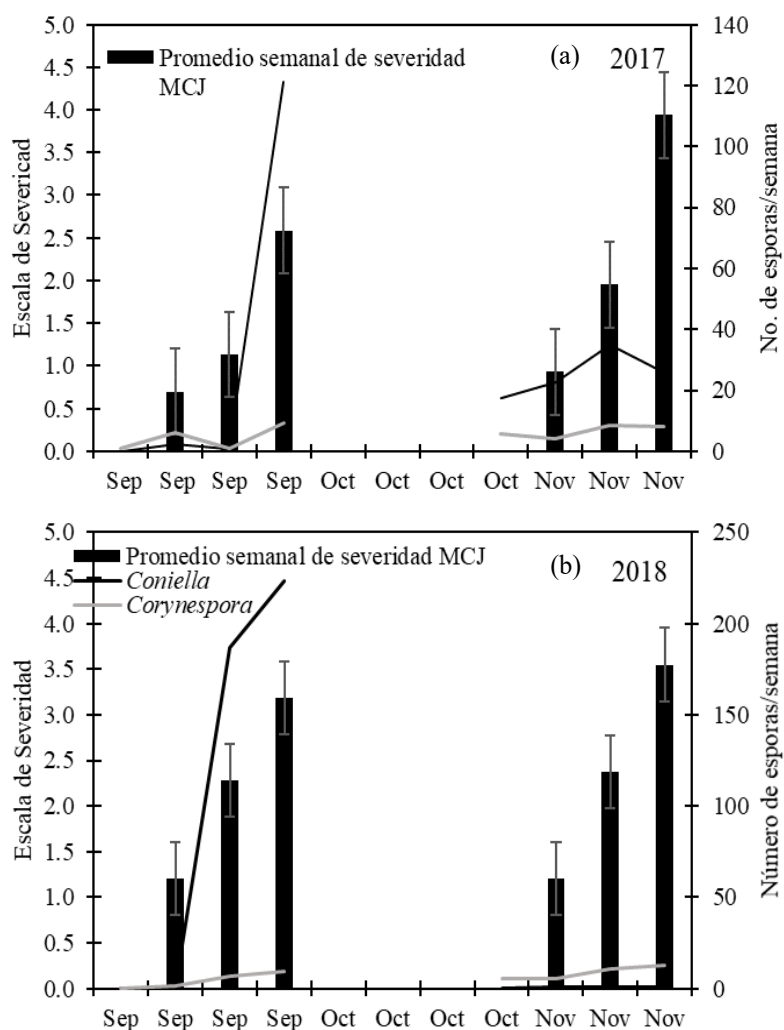 Promedio semanal de severidad
MCJ
(a)
2017
Escala de Severicad
No. de esporas/semana
5.0
4.5
4.0
3.5
3.0
2.5
2.0
1.5
1.0
0.5
0.0
140
120
100
80
60
40
20
0
Sep Sep Sep Sep Oct Oct Oct Oct Nov Nov Nov
Promedio semanal de severidad MCJ
Coniella
Corynespora
(b)
2018
Escala de Severidad
Número de esporas/semana
5.0
4.5
4.0
3.5
3.0
2.5
2.0
1.5
1.0
0.5
0.0
250
200
150
100
50
0
Sep Sep Sep Sep Oct Oct Oct Oct Nov Nov Nov